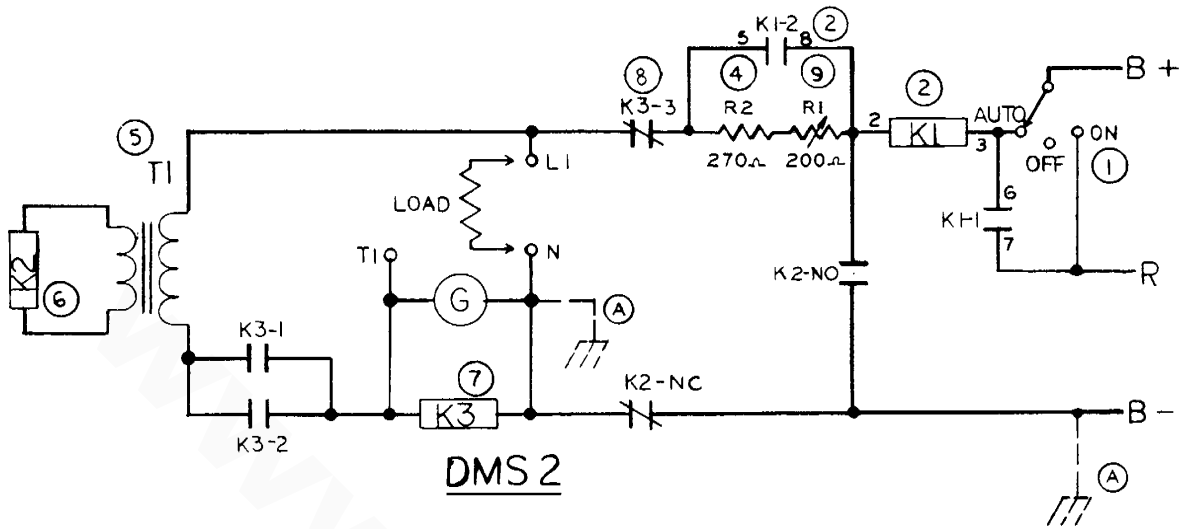 K1-2 2
5 8
8 4 9
K3-3 R2 R1
270Ω 200Ω
2 K1 3
2
AUTO
OFF
ON
1
B +
5
T1
K2
6
LOAD
L1
N
T1
G
A
6
K1-1
7
R
K2-NO
K3-1
K3-2
7
K3
K2-NC
B -
A
DMS 2